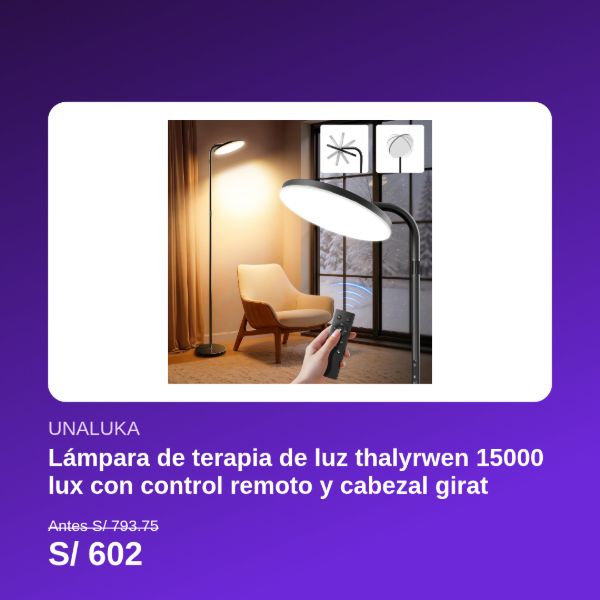 UNALUKA
Lámpara de terapia de luz thalyrwen 15000
lux con control remoto y cabezal girat
Antes S/ 793.75
S/ 602